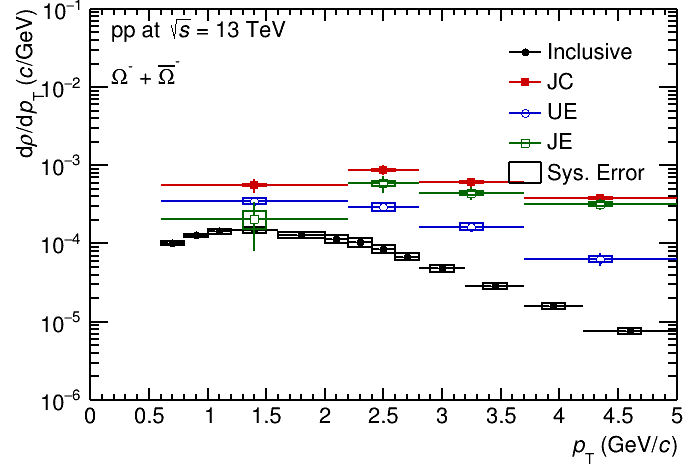 pp at √s = 13 TeV
Ω⁻ + Ω̅⁻
Inclusive
JC
UE
JE
Sys. Error
dρ/dp_T (c/GeV)
10⁻¹
10⁻²
10⁻³
10⁻⁴
10⁻⁵
10⁻⁶
0 0.5 1 1.5 2 2.5 3 3.5 4 4.5 5
p_T (GeV/c)